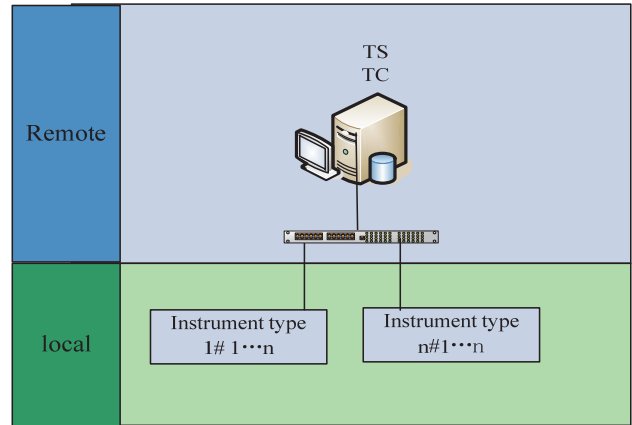 TS
TC
Remote
local
Instrument type
1# 1···n
Instrument type
n#1···n